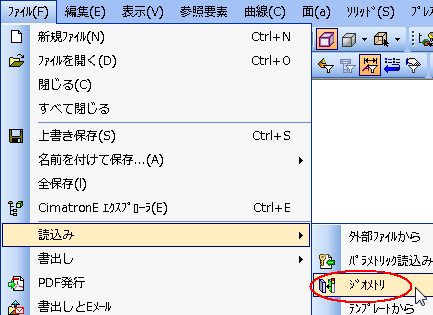 ﾌｧｲﾙ(F) 編集(E) 表示(V) 参照要素 曲線(C) 面(a) ｿﾘｯﾄﾞ(S) ﾌﾟﾚｽ
新規ﾌｧｲﾙ(N) Ctrl+N
ﾌｧｲﾙを開く(D) Ctrl+O
閉じる(C)
すべて閉じる
上書き保存(S) Ctrl+S
名前を付けて保存...(A)
全保存(l)
CimatronE ｴｸｽﾌﾟﾛｰﾗ(E) Ctrl+E
読込み
書出し
PDF発行
書出しとEﾒｰﾙ
外部ﾌｧｲﾙから
ﾊﾟﾗﾒﾄﾘｯｸ読込み
ｼﾞｵﾒﾄﾘ
ﾃﾝﾌﾟﾚｰﾄから